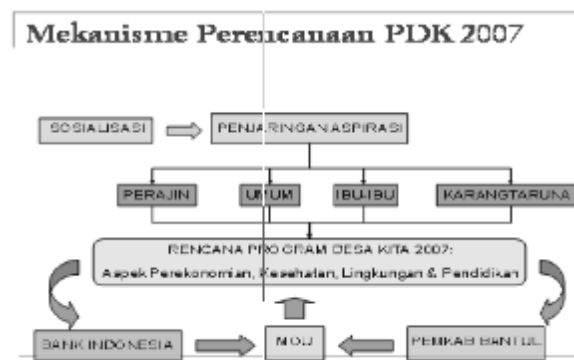 Mekanisme Perencanaan PDK 2007
SOSIALISASI
PENJARINGAN ASPIRASI
PERAJIN
UMUM
IBU-IBU
KARANGTARUNA
RENCANA PROGRAM DESA KITA 2007:
Aspek Perekonomian, Kesehatan, Lingkungan & Pendidikan
BANK INDONESIA
MOU
PEMKAB BANTUL